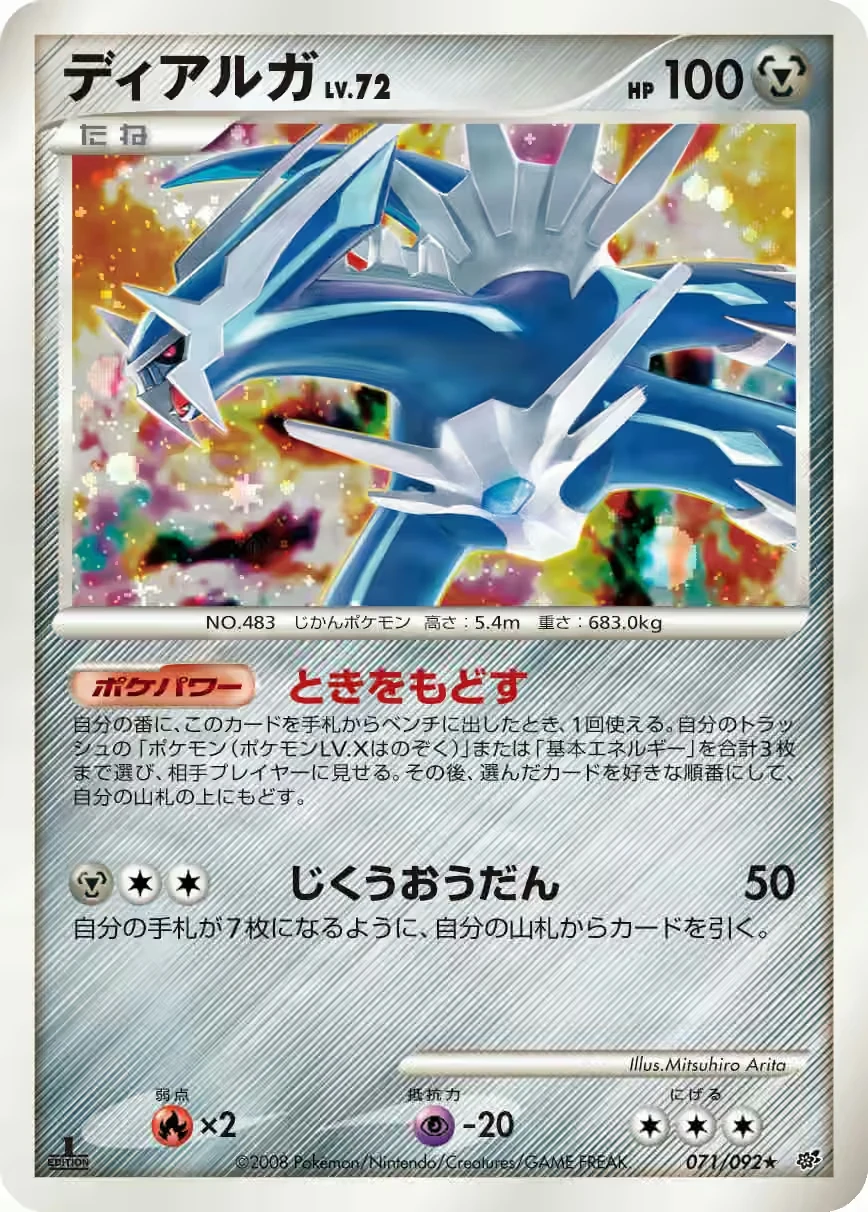 ディアルガ LV.72 HP 100
たね
NO.483 じかんポケモン 高さ：5.4m 重さ：683.0kg
ポケパワー ときをもどす
自分の番に、このカードを手札からベンチに出したとき、1回使える。自分のトラッ
シュの「ポケモン（ポケモンLV.Xはのぞく）」または「基本エネルギー」を合計3枚
まで選び、相手プレイヤーに見せる。その後、選んだカードを好きな順番にして、
自分の山札の上にもどす。
じくうおうだん 50
自分の手札が7枚になるように、自分の山札からカードを引く。
Illus.Mitsuhiro Arita
弱点 抵抗力 にげる
×2 -20
1 EDITION ©2008 Pokémon/Nintendo/Creatures/GAME FREAK. 071/092★